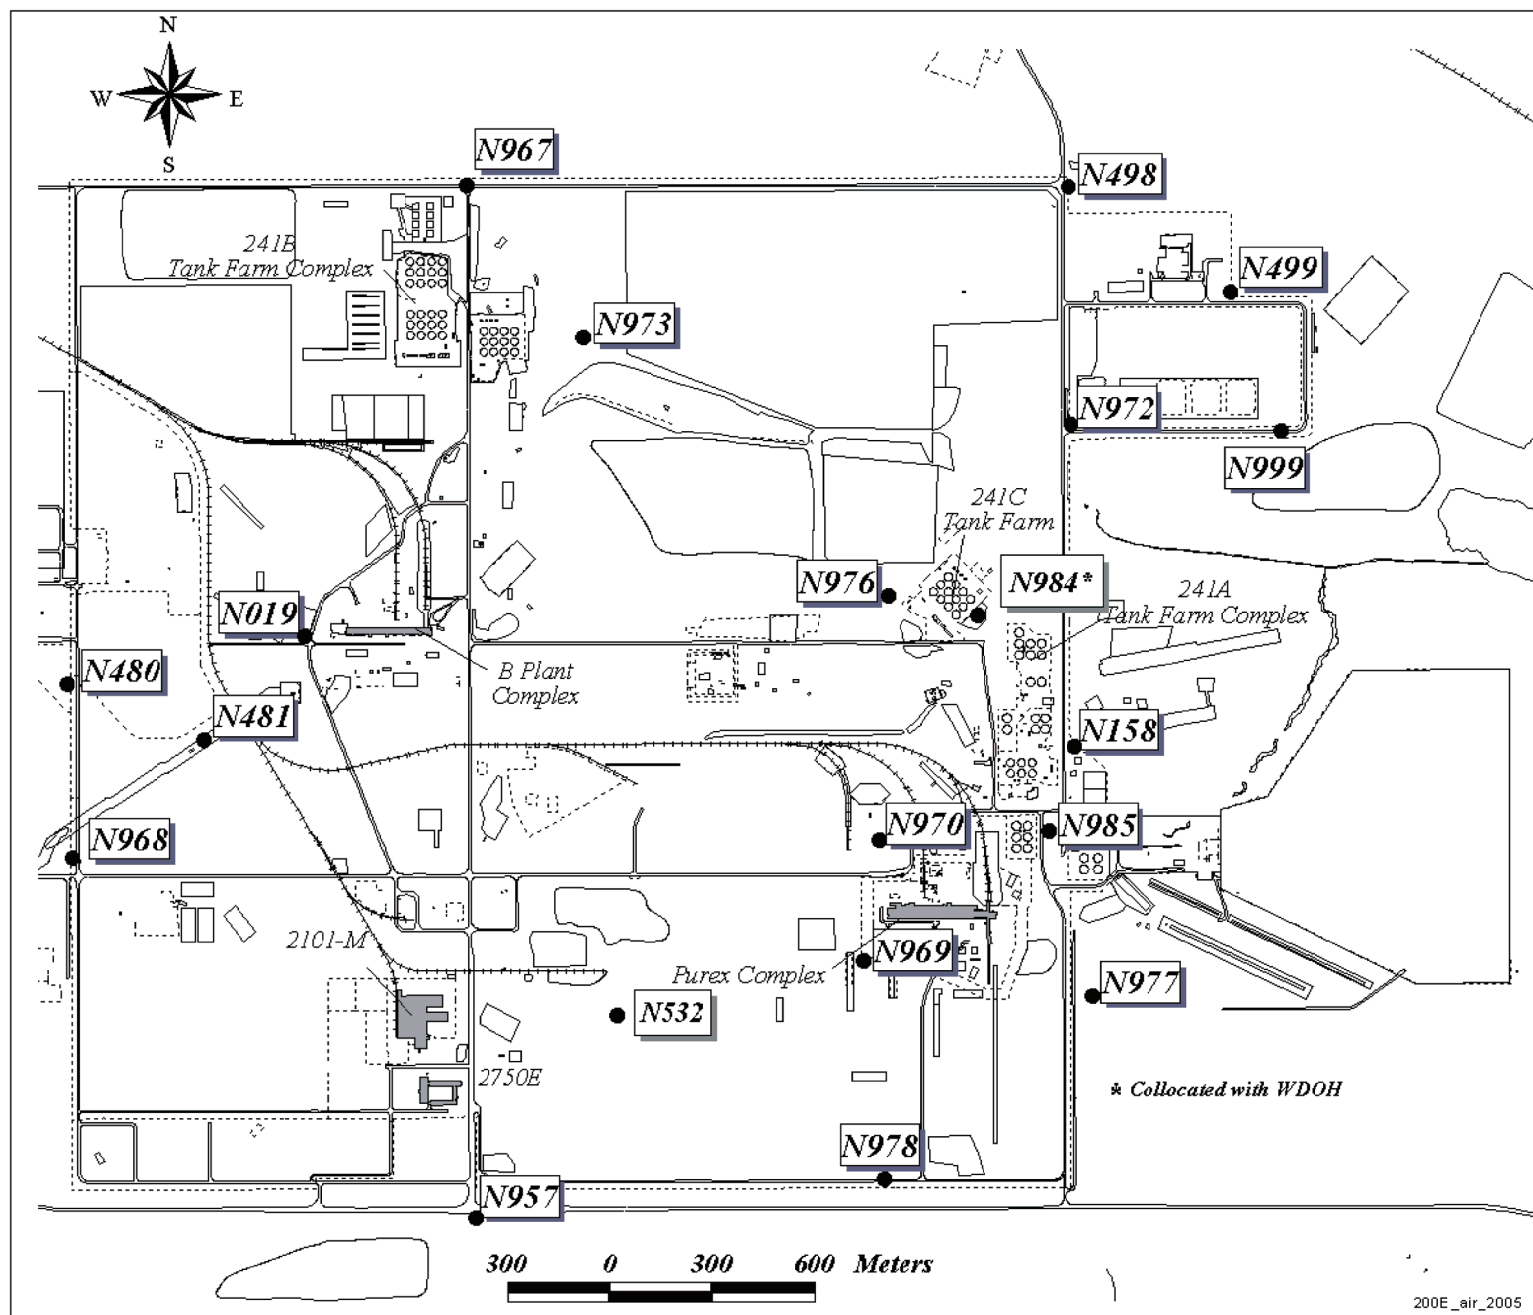 N
W E
S
N967
N498
241B
Tank Farm Complex
N499
N973
N972
N999
241C
Tank Farm
N976
N984*
241A
Tank Farm Complex
N019
N480
B Plant
Complex
N481
N158
N968
N970
N985
2101-M
N969
Purex Complex
N977
N532
2750E
* Collocated with WDOH
N978
N957
300 0 300 600 Meters
200E_air_2005